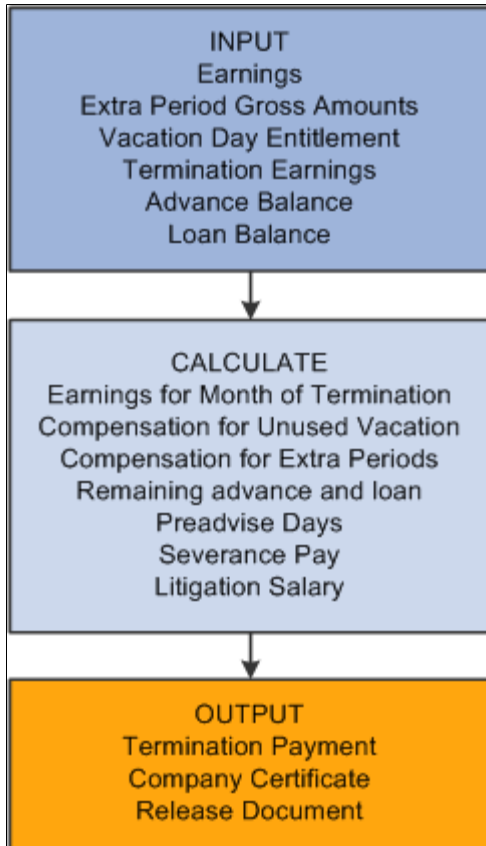 INPUT
Earnings
Extra Period Gross Amounts
Vacation Day Entitlement
Termination Earnings
Advance Balance
Loan Balance
CALCULATE
Earnings for Month of Termination
Compensation for Unused Vacation
Compensation for Extra Periods
Remaining advance and loan
Preadvise Days
Severance Pay
Litigation Salary
OUTPUT
Termination Payment
Company Certificate
Release Document